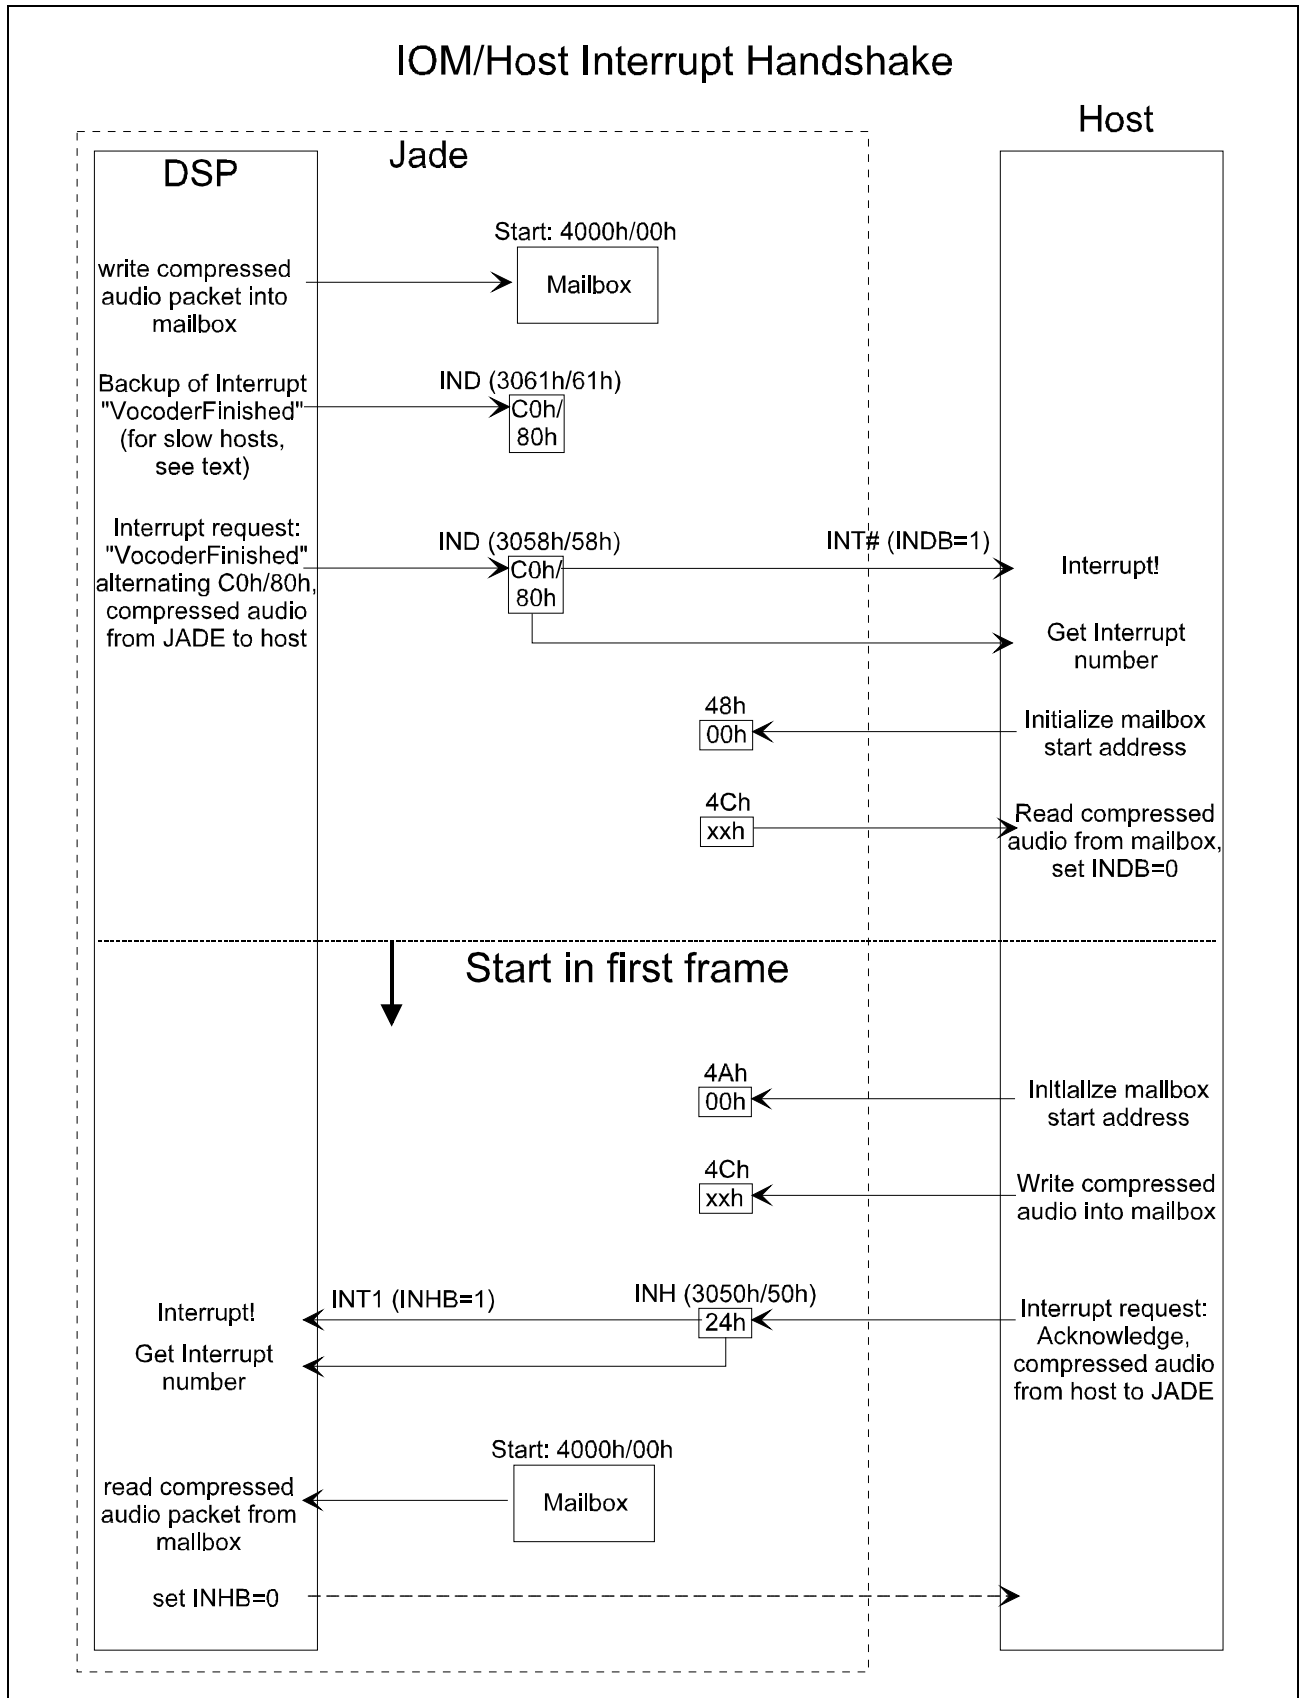 IOM/Host Interrupt Handshake
Host
Jade
DSP
Start: 4000h/00h
write compressed
audio packet into
mailbox
Mailbox
Backup of Interrupt
"VocoderFinished"
(for slow hosts,
see text)
IND (3061h/61h)
C0h/
80h
Interrupt request:
"VocoderFinished"
alternating C0h/80h,
compressed audio
from JADE to host
IND (3058h/58h)
C0h/
80h
INT# (INDB=1)
Interrupt!
Get Interrupt
number
48h
00h
Initialize mailbox
start address
4Ch
xxh
Read compressed
audio from mailbox,
set INDB=0
Start in first frame
4Ah
00h
Initialize mailbox
start address
4Ch
xxh
Write compressed
audio into mailbox
Interrupt!
INT1 (INHB=1)
INH (3050h/50h)
24h
Interrupt request:
Acknowledge,
compressed audio
from host to JADE
Get Interrupt
number
Start: 4000h/00h
read compressed
audio packet from
mailbox
Mailbox
set INHB=0